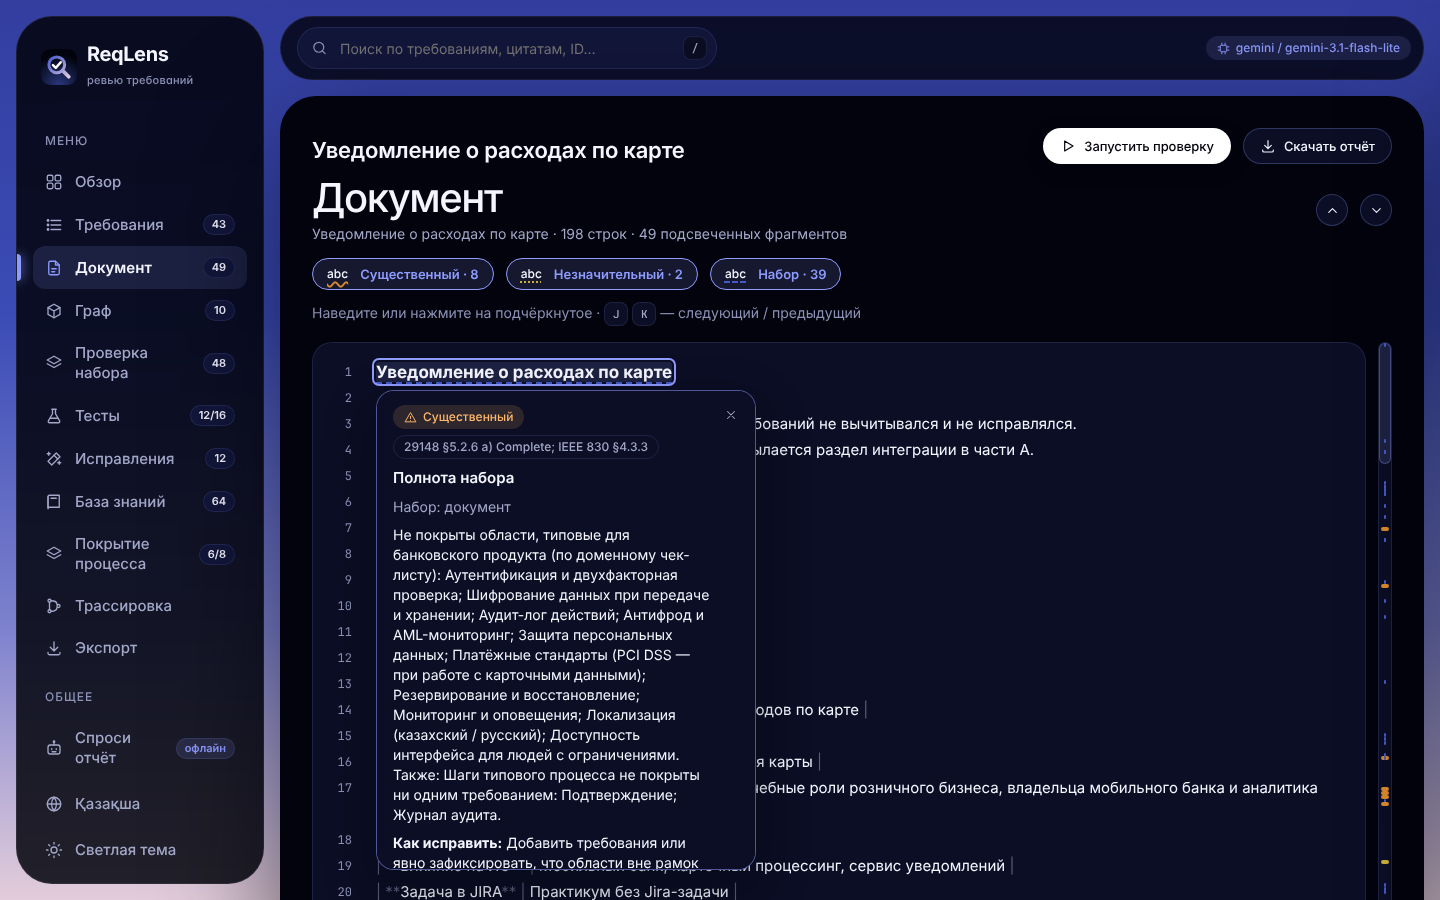 ReqLens
ревью требований
МЕНЮ
Обзор
Требования 43
Документ 49
Граф 10
Проверка набора 48
Тесты 12/16
Исправления 12
База знаний 64
Покрытие процесса 6/8
Трассировка
Экспорт
ОБЩЕЕ
Спроси отчёт офлайн
Қазақша
Светлая тема
Поиск по требованиям, цитатам, ID... /
gemini / gemini-3.1-flash-lite
Уведомление о расходах по карте
Запустить проверку
Скачать отчёт
Документ
Уведомление о расходах по карте · 198 строк · 49 подсвеченных фрагментов
abc Существенный · 8
abc Незначительный · 2
abc Набор · 39
Наведите или нажмите на подчёркнутое · J K — следующий / предыдущий
1 Уведомление о расходах по карте
2
3 бований не вычитывался и не исправлялся.
4 ылается раздел интеграции в части А.
5
6
7
8
9
10
11
12
13
14 одов по карте |
15
16 я карты |
17 чебные роли розничного бизнеса, владельца мобильного банка и аналитика
18
19 процессинг, сервис уведомлений |
20 | **Задача в JIRA** | Практикум без Jira-задачи |
Существенный
29148 §5.2.6 a) Complete; IEEE 830 §4.3.3
Полнота набора
Набор: документ
Не покрыты области, типовые для
банковского продукта (по доменному чек-
листу): Аутентификация и двухфакторная
проверка; Шифрование данных при передаче
и хранении; Аудит-лог действий; Антифрод и
AML-мониторинг; Защита персональных
данных; Платёжные стандарты (PCI DSS —
при работе с карточными данными);
Резервирование и восстановление;
Мониторинг и оповещения; Локализация
(казахский / русский); Доступность
интерфейса для людей с ограничениями.
Также: Шаги типового процесса не покрыты
ни одним требованием: Подтверждение;
Журнал аудита.
Как исправить: Добавить требования или
явно зафиксировать, что области вне рамок